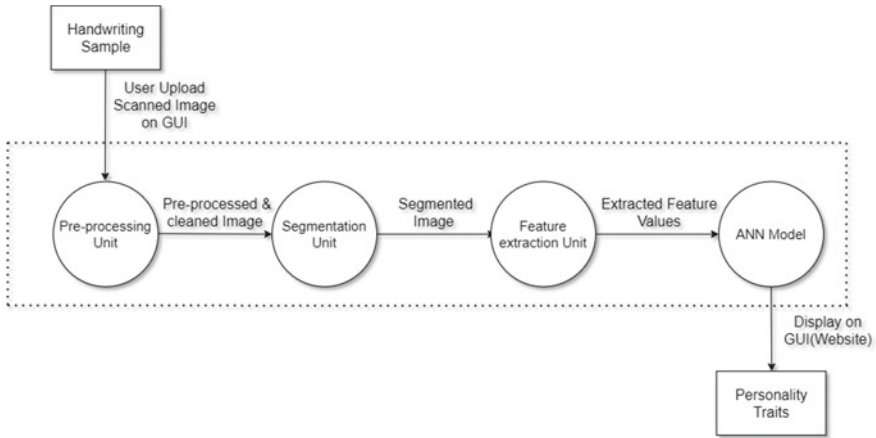 Handwriting
Sample
User Upload
Scanned Image
on GUI
Pre-processing
Unit
Pre-processed &
cleaned Image
Segmentation
Unit
Segmented
Image
Feature
extraction Unit
Extracted Feature
Values
ANN Model
Display on
GUI(Website)
Personality
Traits